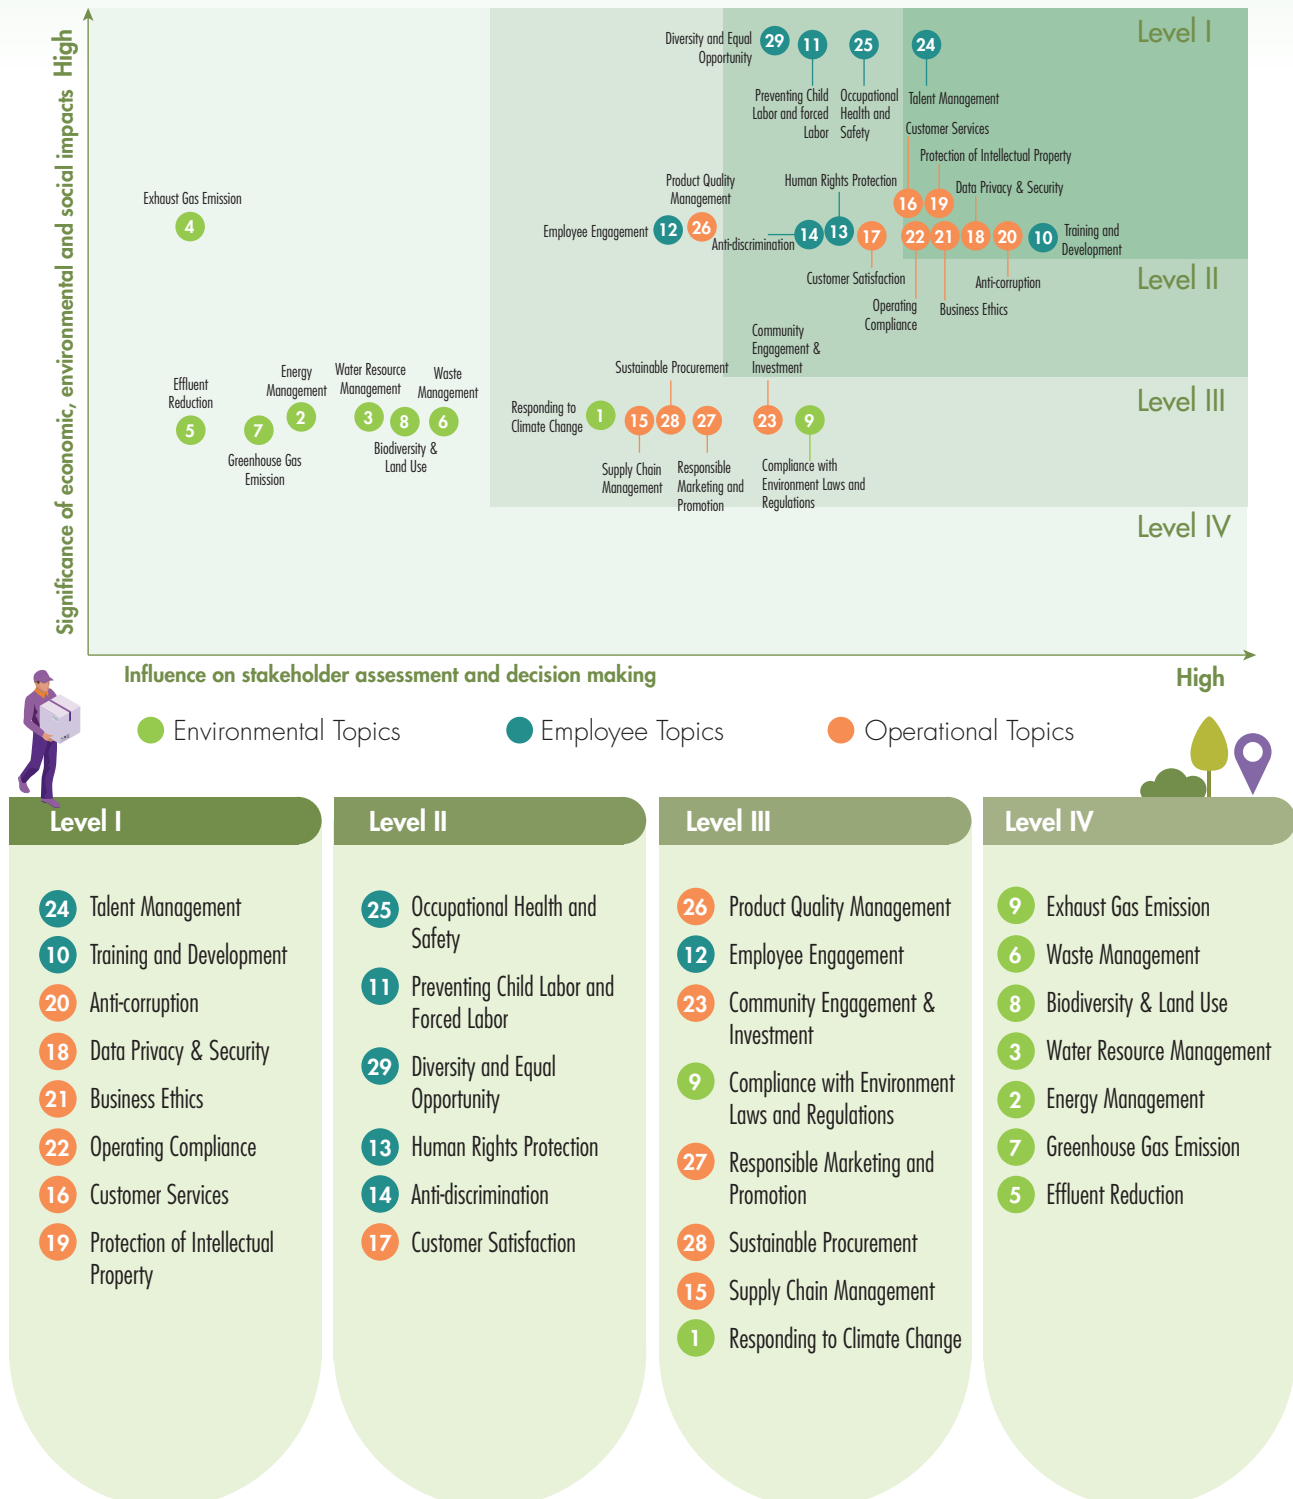 Significance of economic, environmental and social impacts High
Level I
Diversity and Equal
Opportunity
29
11
25
24
Preventing Child
Labor and forced
Labor
Occupational
Health and
Safety
Talent Management
Customer Services
Protection of Intellectual Property
Data Privacy & Security
Human Rights Protection
Product Quality
Management
Exhaust Gas Emission
4
Employee Engagement
12
26
Anti-discrimination
14
13
17
16
19
22
21
18
20
10
Training and
Development
Customer Satisfaction
Anti-corruption
Operating
Compliance
Business Ethics
Level II
Community
Engagement &
Investment
Sustainable Procurement
Effluent
Reduction
Energy
Management
Water Resource
Management
Waste
Management
5
7
2
3
8
6
Greenhouse Gas
Emission
Biodiversity &
Land Use
Responding to
Climate Change
1
15
28
27
23
9
Level III
Supply Chain
Management
Responsible
Marketing and
Promotion
Compliance with
Environment Laws and
Regulations
Level IV
Influence on stakeholder assessment and decision making
High
Environmental Topics
Employee Topics
Operational Topics
Level I
24 Talent Management
10 Training and Development
20 Anti-corruption
18 Data Privacy & Security
21 Business Ethics
22 Operating Compliance
16 Customer Services
19 Protection of Intellectual
Property
Level II
25 Occupational Health and
Safety
11 Preventing Child Labor and
Forced Labor
29 Diversity and Equal
Opportunity
13 Human Rights Protection
14 Anti-discrimination
17 Customer Satisfaction
Level III
26 Product Quality Management
12 Employee Engagement
23 Community Engagement &
Investment
9 Compliance with Environment
Laws and Regulations
27 Responsible Marketing and
Promotion
28 Sustainable Procurement
15 Supply Chain Management
1 Responding to Climate Change
Level IV
9 Exhaust Gas Emission
6 Waste Management
8 Biodiversity & Land Use
3 Water Resource Management
2 Energy Management
7 Greenhouse Gas Emission
5 Effluent Reduction